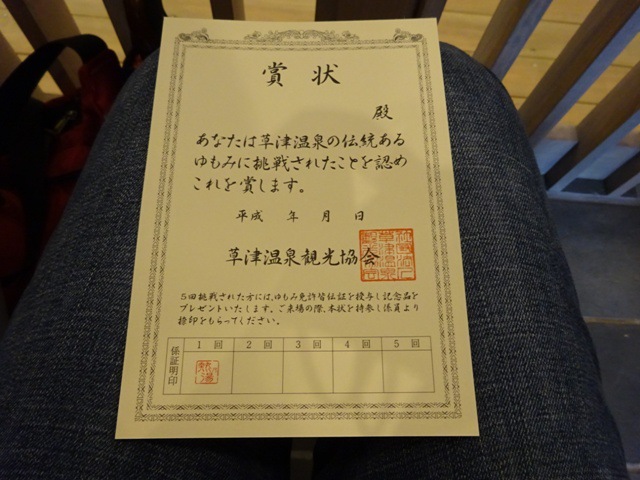 賞状
殿
あなたは草津温泉の伝統ある
ゆもみに挑戦されたことを認め
これを賞します。
平成 年 月 日
草津温泉観光協会
5回挑戦された方には、ゆもみ免許皆伝証を授与し記念品を
プレゼントいたします。ご来場の際、本状を持参し係員より
捺印をもらってください。
係証明印
1回 2回 3回 4回 5回